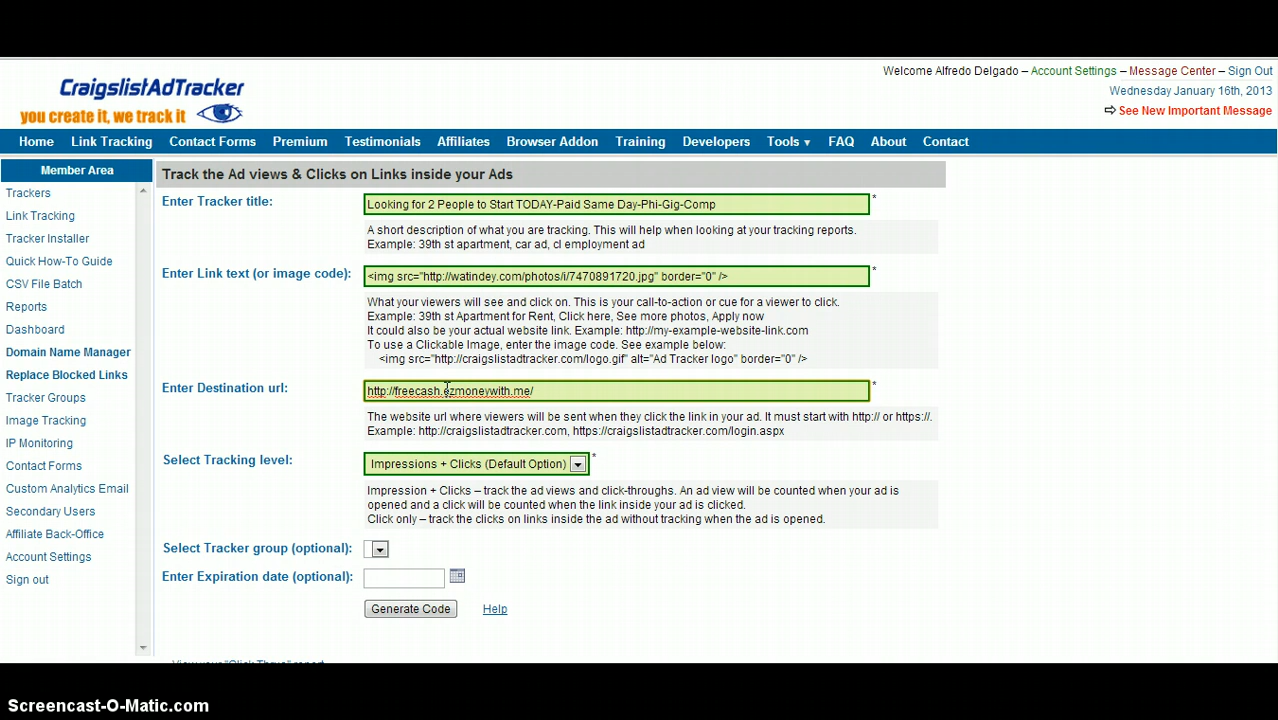 CraigslistAdTracker
you create it, we track it
Welcome Alfredo Delgado – Account Settings – Message Center – Sign Out
Wednesday January 16th, 2013
⇨ See New Important Message
Home Link Tracking Contact Forms Premium Testimonials Affiliates Browser Addon Training Developers Tools ▼ FAQ About Contact
Member Area
Trackers
Link Tracking
Tracker Installer
Quick How-To Guide
CSV File Batch
Reports
Dashboard
Domain Name Manager
Replace Blocked Links
Tracker Groups
Image Tracking
IP Monitoring
Contact Forms
Custom Analytics Email
Secondary Users
Affiliate Back-Office
Account Settings
Sign out
Track the Ad views & Clicks on Links inside your Ads
Enter Tracker title: Looking for 2 People to Start TODAY-Paid Same Day-Phi-Gig-Comp *
A short description of what you are tracking. This will help when looking at your tracking reports.
Example: 39th st apartment, car ad, cl employment ad
Enter Link text (or image code): <img src="http://watindey.com/photos/i/7470891720.jpg" border="0" /> *
What your viewers will see and click on. This is your call-to-action or cue for a viewer to click.
Example: 39th st Apartment for Rent, Click here, See more photos, Apply now
It could also be your actual website link. Example: http://my-example-website-link.com
To use a Clickable Image, enter the image code. See example below:
<img src="http://craigslistadtracker.com/logo.gif" alt="Ad Tracker logo" border="0" />
Enter Destination url: http://freecash.ezmoneywith.me/ *
The website url where viewers will be sent when they click the link in your ad. It must start with http:// or https://.
Example: http://craigslistadtracker.com, https://craigslistadtracker.com/login.aspx
Select Tracking level: Impressions + Clicks (Default Option) *
Impression + Clicks – track the ad views and click-throughs. An ad view will be counted when your ad is
opened and a click will be counted when the link inside your ad is clicked.
Click only – track the clicks on links inside the ad without tracking when the ad is opened.
Select Tracker group (optional):
Enter Expiration date (optional):
Generate Code Help
View your "Click Thrus" report
Screencast-O-Matic.com